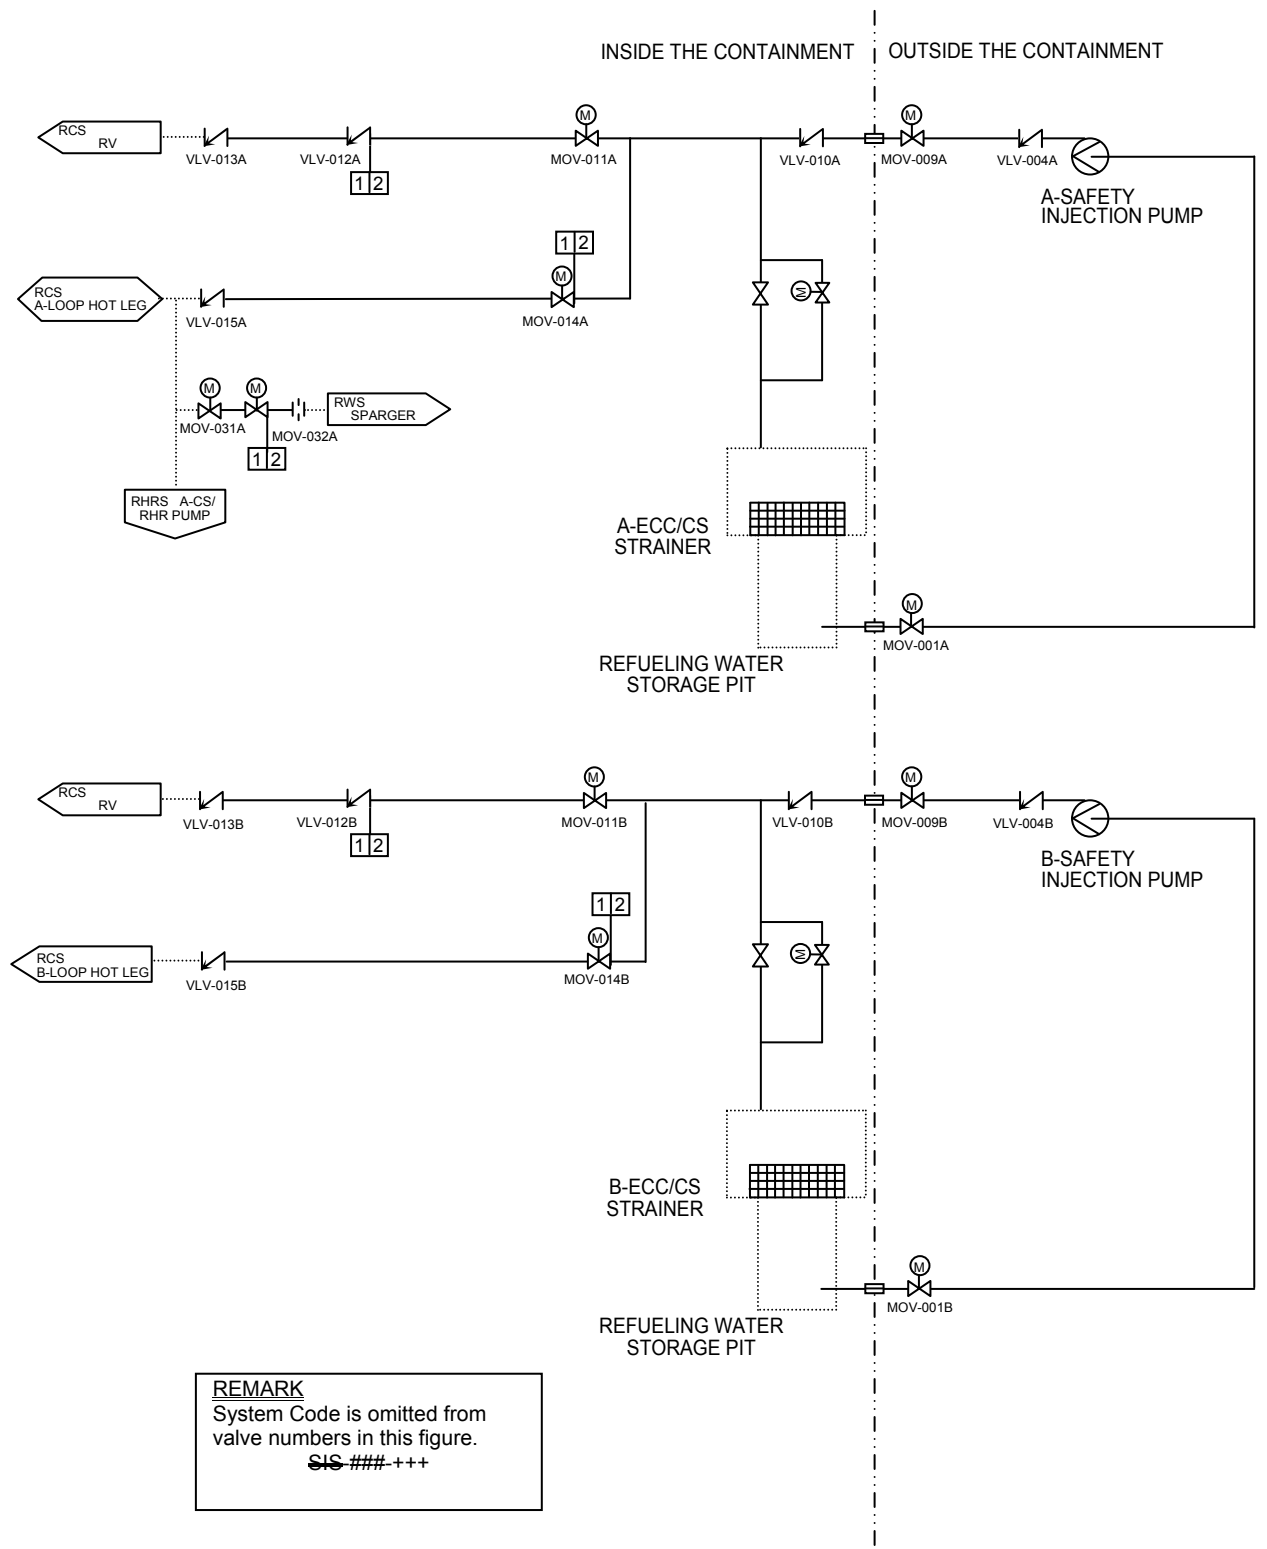 INSIDE THE CONTAINMENT
OUTSIDE THE CONTAINMENT
RCS
RV
VLV-013A
VLV-012A
1 2
M
MOV-011A
VLV-010A
M
MOV-009A
VLV-004A
A-SAFETY
INJECTION PUMP
RCS
A-LOOP HOT LEG
VLV-015A
1 2
M
MOV-014A
M
M
MOV-031A
M
MOV-032A
1 2
RWS
SPARGER
RHRS A-CS/
RHR PUMP
A-ECC/CS
STRAINER
M
MOV-001A
REFUELING WATER
STORAGE PIT
RCS
RV
VLV-013B
VLV-012B
1 2
M
MOV-011B
VLV-010B
M
MOV-009B
VLV-004B
B-SAFETY
INJECTION PUMP
RCS
B-LOOP HOT LEG
VLV-015B
1 2
M
MOV-014B
M
B-ECC/CS
STRAINER
M
MOV-001B
REFUELING WATER
STORAGE PIT
REMARK
System Code is omitted from
valve numbers in this figure.
SIS-###-+++